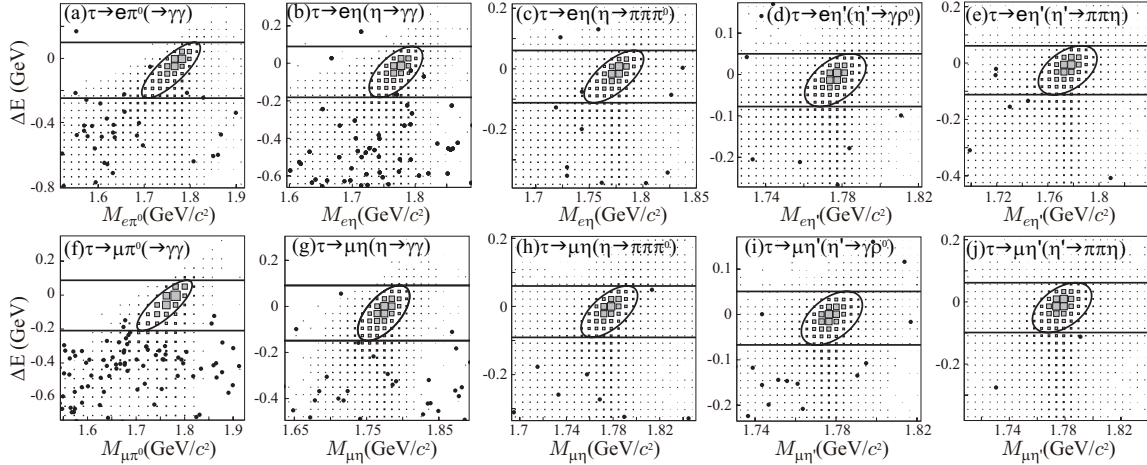 (a)τ→eπ⁰(→γγ)
(b)τ→eη(η→γγ)
(c)τ→eη(η→πππ⁰)
(d)τ→eη'(η'→γρ⁰)
(e)τ→eη'(η'→ππη)
ΔE (GeV)
0 -0.4 -0.8
0.2 0 -0.2 -0.4 -0.6
0.2 0 -0.2
0.1 0 -0.1 -0.2
0.2 0 -0.2 -0.4
1.6 1.7 1.8 1.9
1.6 1.7 1.8
1.7 1.75 1.8 1.85
1.74 1.78 1.82
1.72 1.76 1.8
M_eπ⁰(GeV/c²)
M_eη(GeV/c²)
M_eη(GeV/c²)
M_eη'(GeV/c²)
M_eη'(GeV/c²)
(f)τ→μπ⁰(→γγ)
(g)τ→μη(η→γγ)
(h)τ→μη(η→πππ⁰)
(i)τ→μη'(η'→γρ⁰)
(j)τ→μη'(η'→ππη)
ΔE (GeV)
0.2 0 -0.2 -0.4 -0.6
0.2 0 -0.2 -0.4
0.2 0 -0.2
0.1 0 -0.1 -0.2
0.2 0 -0.2
1.6 1.7 1.8 1.9
1.65 1.75 1.85
1.7 1.74 1.78 1.82
1.74 1.78 1.82
1.74 1.78 1.82
M_μπ⁰(GeV/c²)
M_μη(GeV/c²)
M_μη(GeV/c²)
M_μη'(GeV/c²)
M_μη'(GeV/c²)